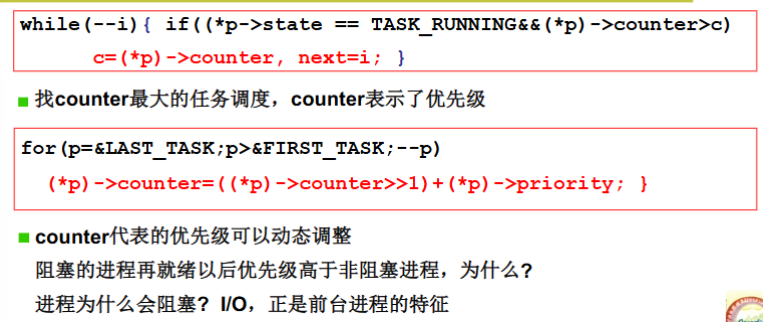 while(--i){ if((*p->state == TASK_RUNNING&&(*p)->counter>c)
c=(*p)->counter, next=i; }
找counter最大的任务调度，counter表示了优先级
for(p=&LAST_TASK;p>&FIRST_TASK;--p)
(*p)->counter=((*p)->counter>>1)+(*p)->priority; }
counter代表的优先级可以动态调整
阻塞的进程再就绪以后优先级高于非阻塞进程，为什么?
进程为什么会阻塞? I/O，正是前台进程的特征